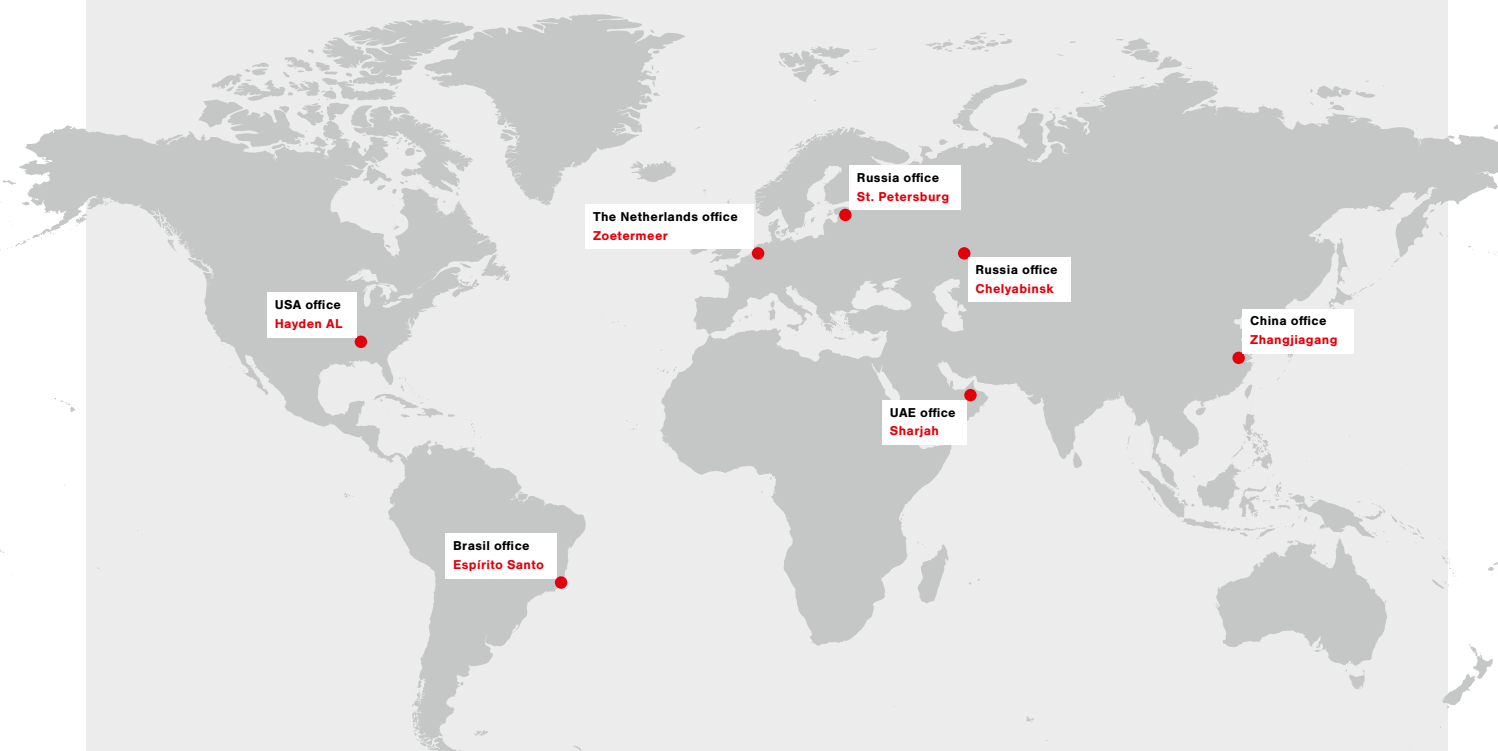 Russia office
St. Petersburg
The Netherlands office
Zoetermeer
Russia office
Chelyabinsk
USA office
Hayden AL
China office
Zhangjiagang
UAE office
Sharjah
Brasil office
Espírito Santo